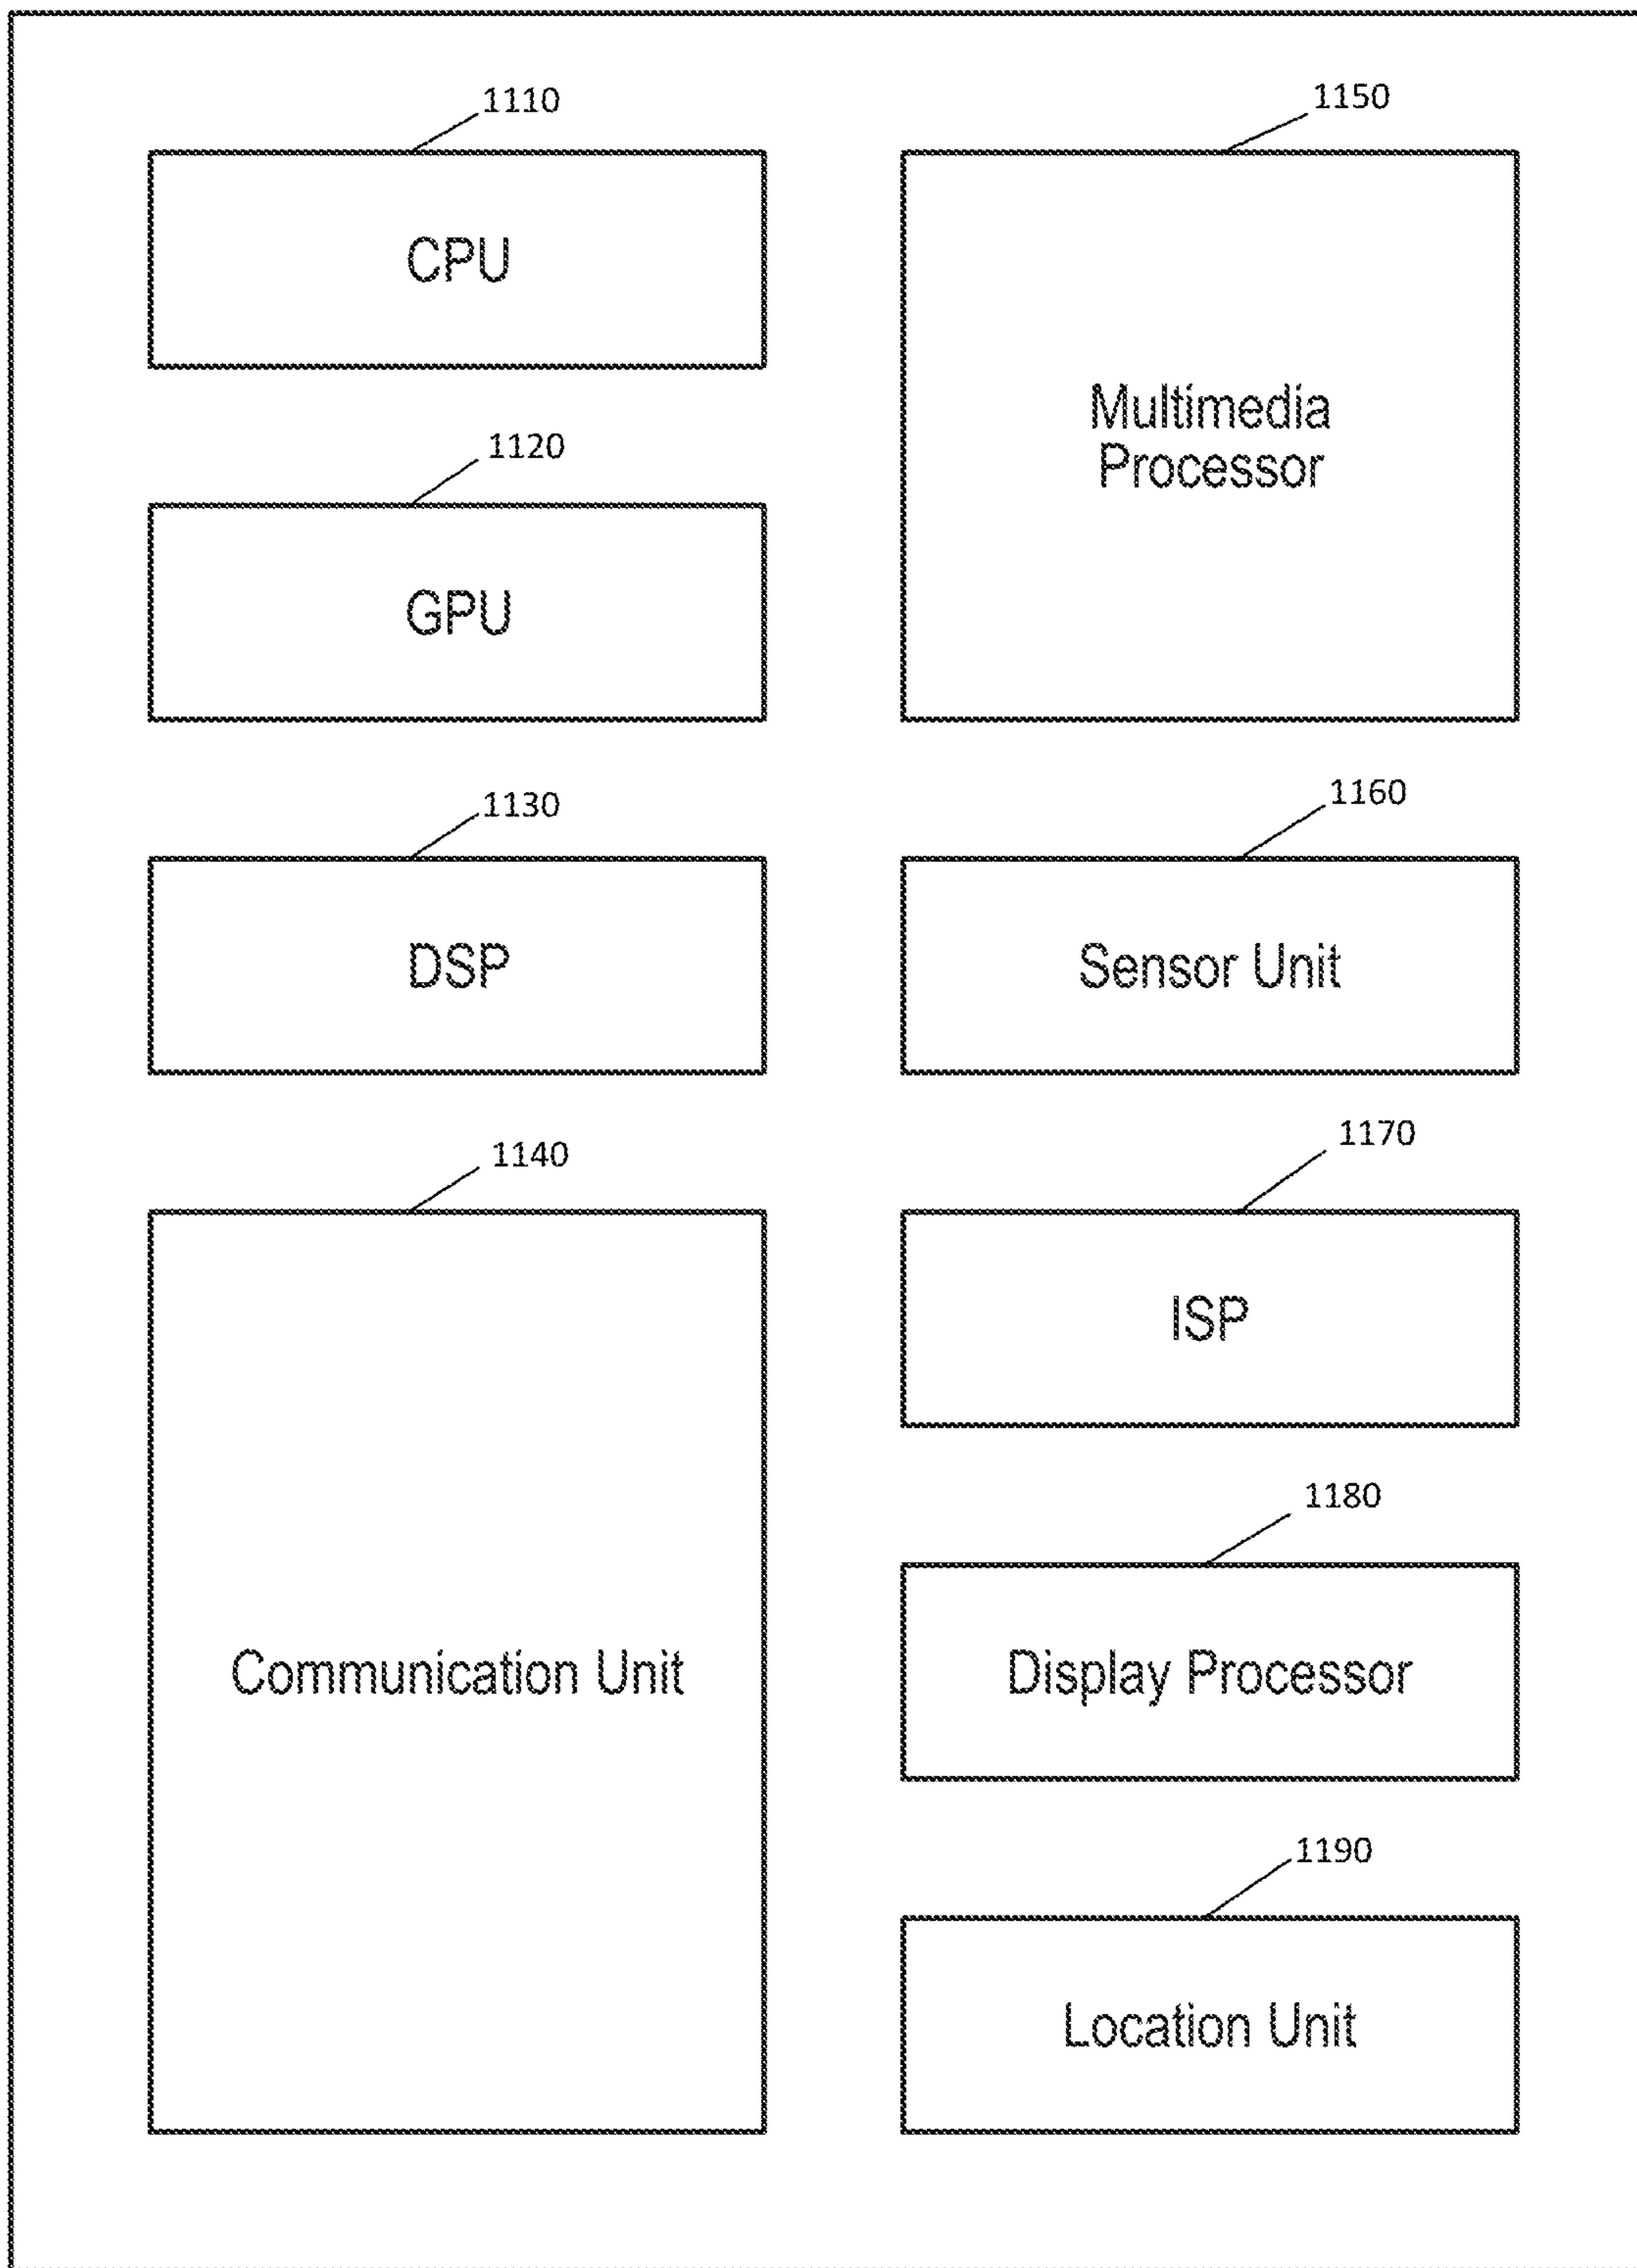 1110
CPU
1120
GPU
1130
DSP
1140
Communication Unit
1150
Multimedia
Processor
1160
Sensor Unit
1170
ISP
1180
Display Processor
1190
Location Unit